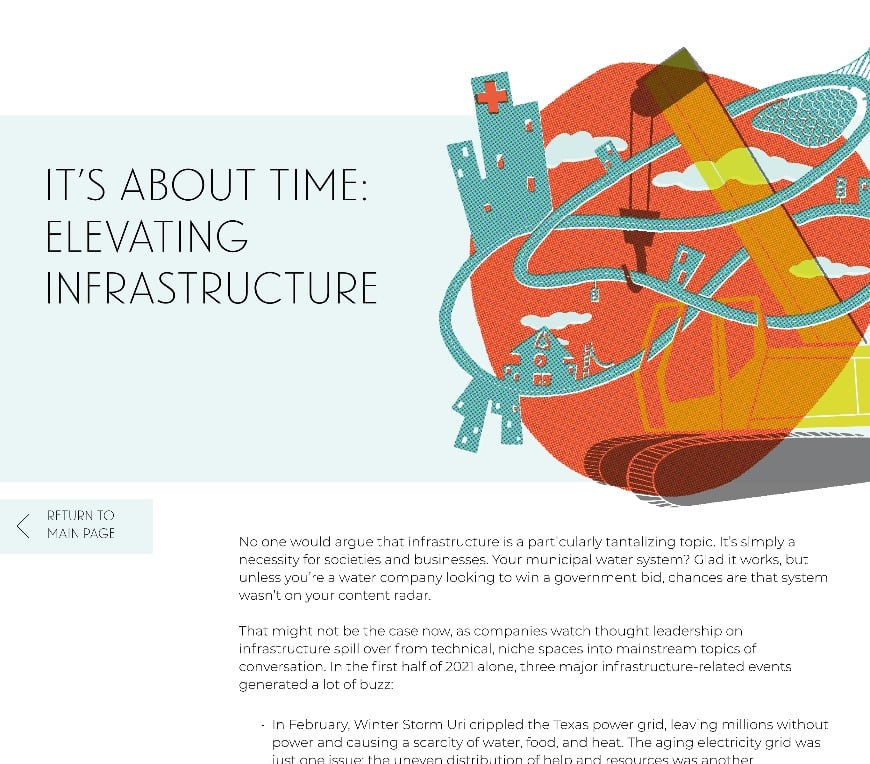 IT'S ABOUT TIME:
ELEVATING
INFRASTRUCTURE
RETURN TO
MAIN PAGE
No one would argue that infrastructure is a particularly tantalizing topic. It's simply a
necessity for societies and businesses. Your municipal water system? Glad it works, but
unless you're a water company looking to win a government bid, chances are that system
wasn't on your content radar.
That might not be the case now, as companies watch thought leadership on
infrastructure spill over from technical, niche spaces into mainstream topics of
conversation. In the first half of 2021 alone, three major infrastructure-related events
generated a lot of buzz:
• In February, Winter Storm Uri crippled the Texas power grid, leaving millions without
power and causing a scarcity of water, food, and heat. The aging electricity grid was
just one issue; the uneven distribution of help and resources was another